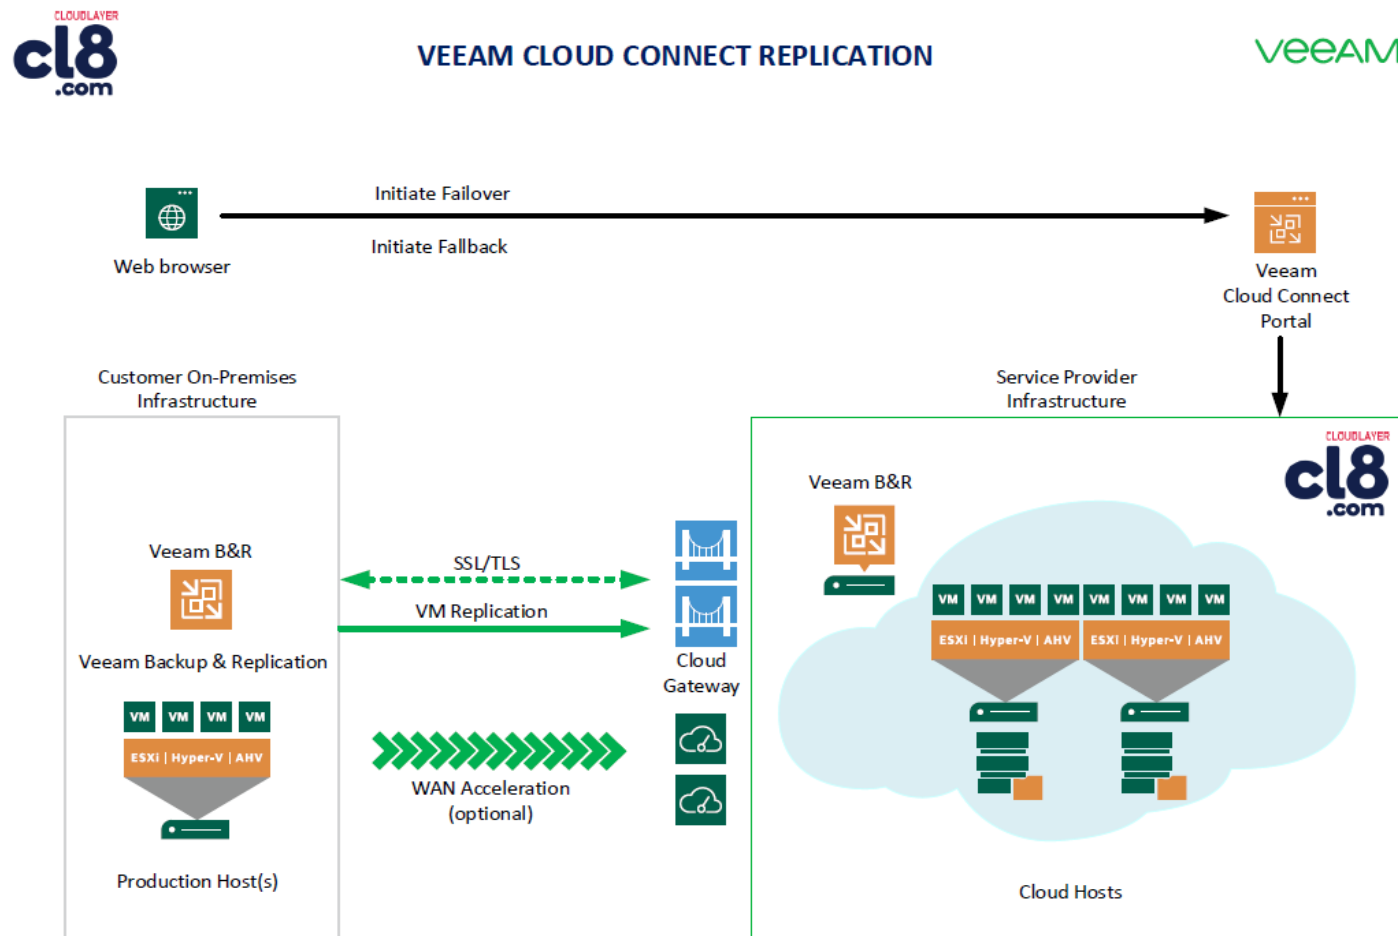 CLOUDLAYER
cl8
.com
VEEAM CLOUD CONNECT REPLICATION
veeAM
Initiate Failover
Initiate Fallback
Web browser
Veeam
Cloud Connect
Portal
Customer On-Premises
Infrastructure
Service Provider
Infrastructure
CLOUDLAYER
cl8
.com
Veeam B&R
Veeam B&R
SSL/TLS
VM Replication
Veeam Backup & Replication
Cloud
Gateway
VM VM VM VM
ESXi | Hyper-V | AHV
VM VM VM VM VM VM VM VM
ESXi | Hyper-V | AHV ESXi | Hyper-V | AHV
WAN Acceleration
(optional)
Production Host(s)
Cloud Hosts